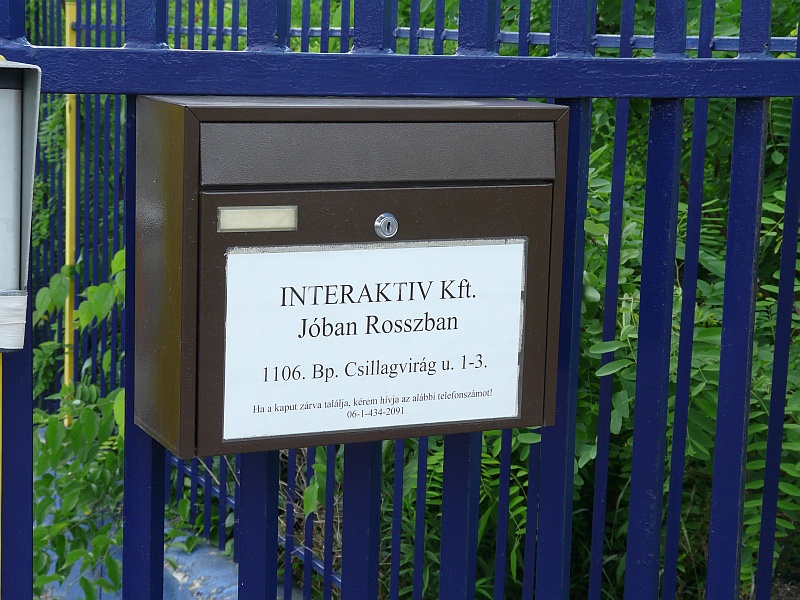 INTERAKTIV Kft.
Jóban Rosszban
1106. Bp. Csillagvirág u. 1-3.
Ha a kaput zárva találja, kérem hívja az alábbi telefonszámot!
06-1-434-2091